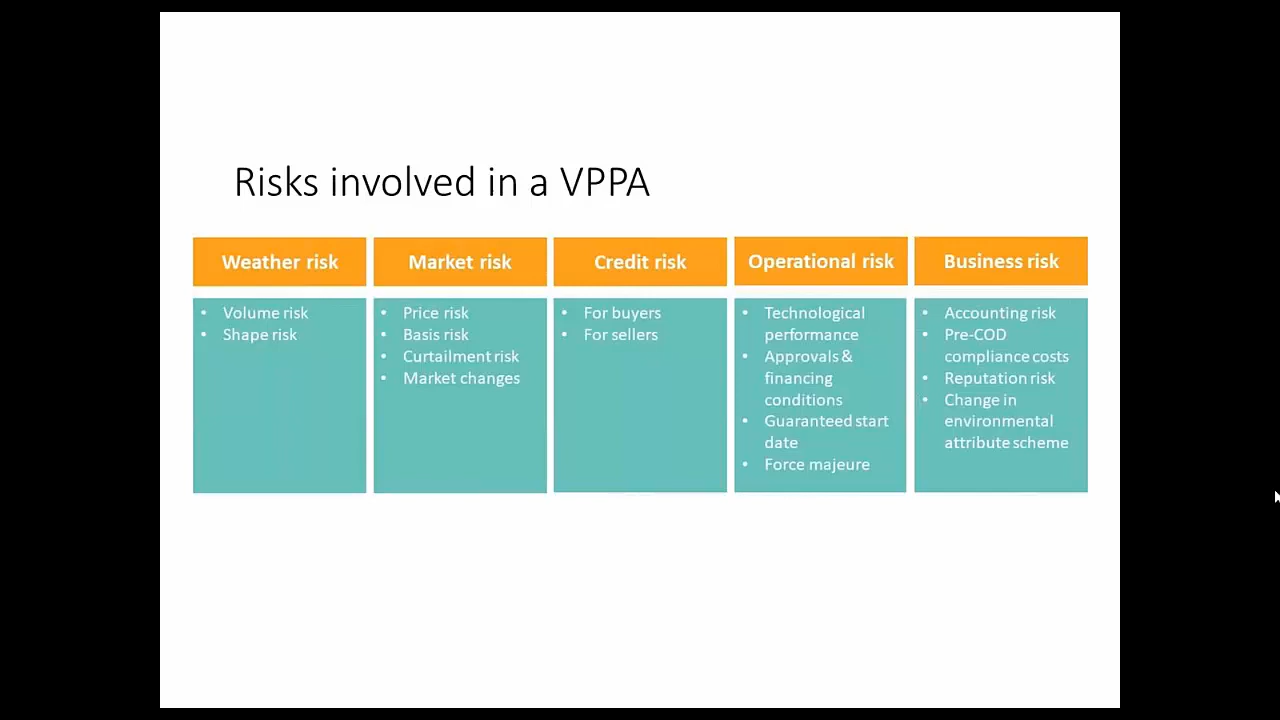 Risks involved in a VPPA
Weather risk
• Volume risk
• Shape risk
Market risk
• Price risk
• Basis risk
• Curtailment risk
• Market changes
Credit risk
• For buyers
• For sellers
Operational risk
• Technological
performance
• Approvals &
financing
conditions
• Guaranteed start
date
• Force majeure
Business risk
• Accounting risk
• Pre-COD
compliance costs
• Reputation risk
• Change in
environmental
attribute scheme